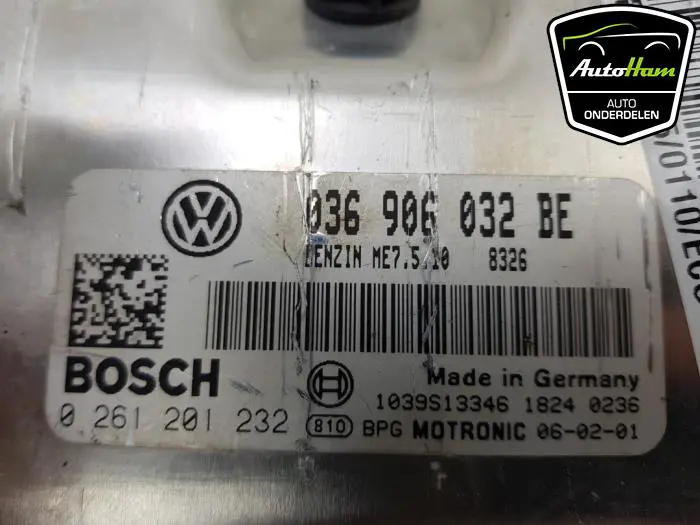 AutoHam
AUTO
ONDERDELEN
VW
036 906 032 BE
BENZIN ME7.5.10 8326
BOSCH
Made in Germany
1039S13346 1824 0236
0 261 201 232 810 BPG MOTRONIC 06-02-01